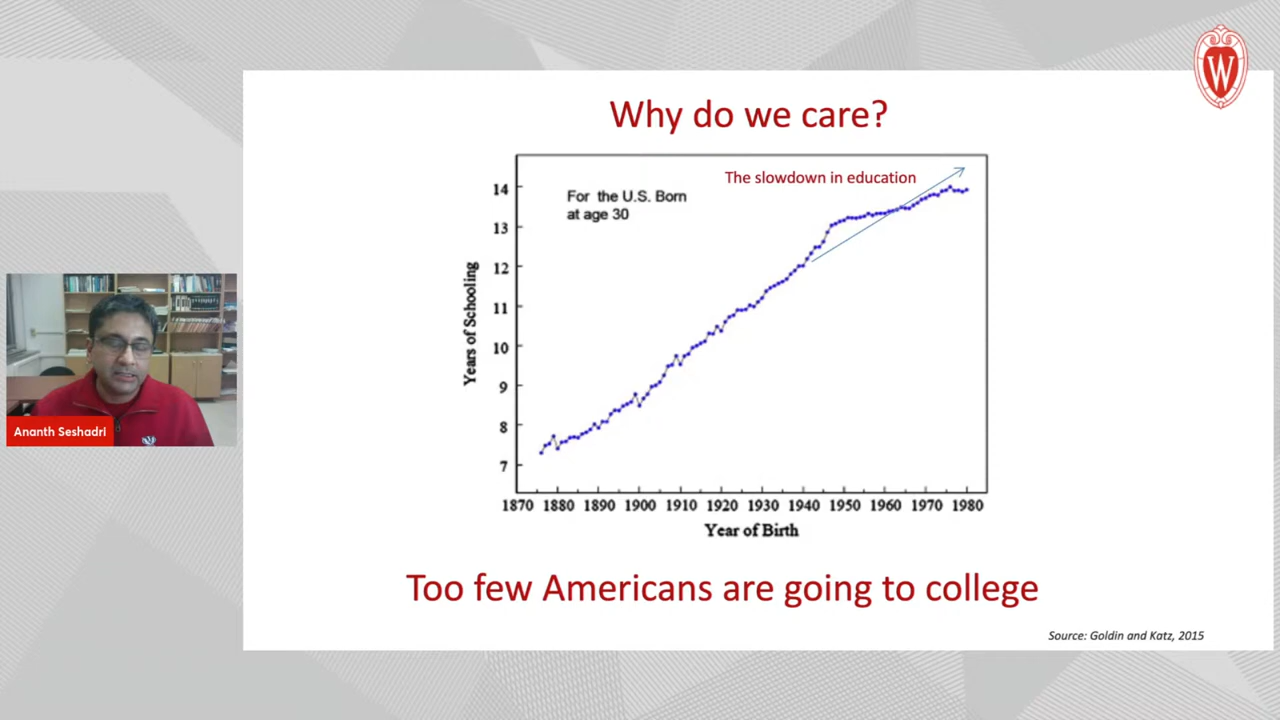 W
Why do we care?
The slowdown in education
For the U.S. Born
at age 30
14
13
12
11
10
9
8
7
Years of Schooling
1870 1880 1890 1900 1910 1920 1930 1940 1950 1960 1970 1980
Year of Birth
Ananth Seshadri
Too few Americans are going to college
Source: Goldin and Katz, 2015